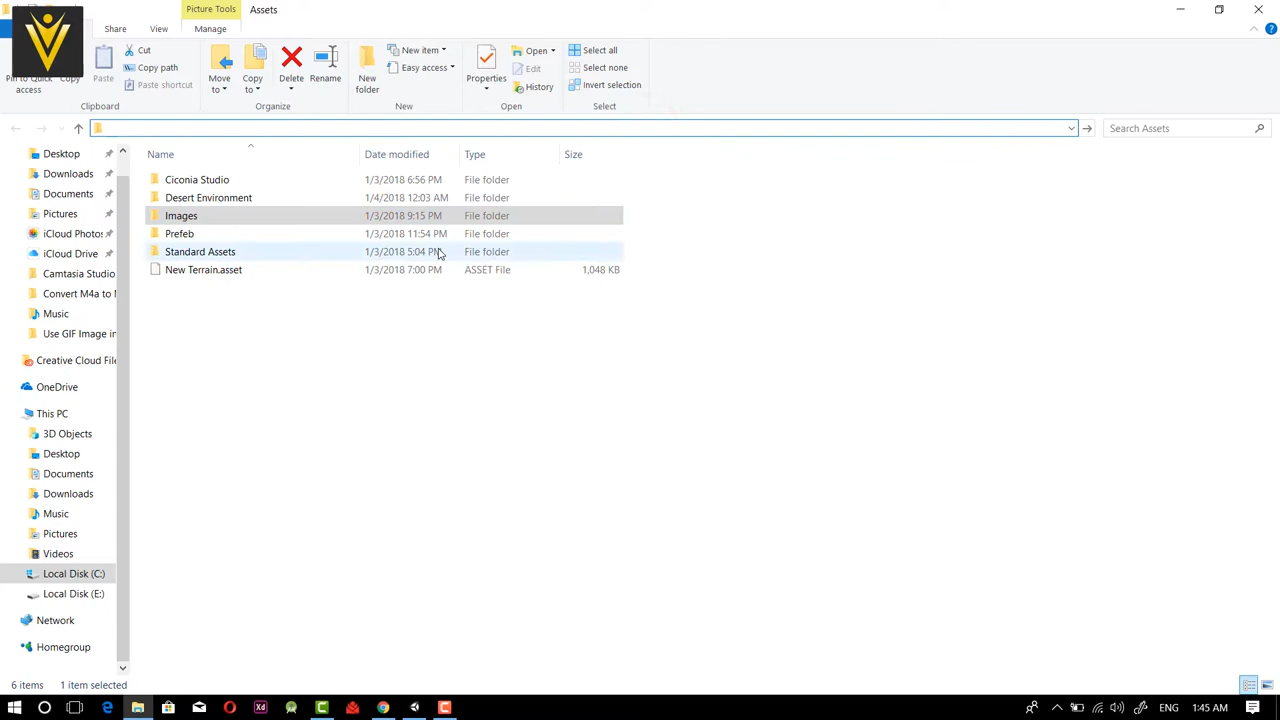 Picture Tools
Assets
Share
View
Manage
Pin to Quick access
Copy
Paste
Cut
Copy path
Paste shortcut
Clipboard
Move to
Copy to
Delete
Rename
Organize
New folder
New item
Easy access
New
Properties
Open
Edit
History
Open
Select all
Select none
Invert selection
Select
Search Assets
Name
Date modified
Type
Size
Ciconia Studio 1/3/2018 6:56 PM File folder
Desert Environment 1/4/2018 12:03 AM File folder
Images 1/3/2018 9:15 PM File folder
Prefeb 1/3/2018 11:54 PM File folder
Standard Assets 1/3/2018 5:04 PM File folder
New Terrain.asset 1/3/2018 7:00 PM ASSET File 1,048 KB
Desktop
Downloads
Documents
Pictures
iCloud Photos
iCloud Drive
Camtasia Studio
Convert M4a to M
Music
Use GIF Image in
Creative Cloud File
OneDrive
This PC
3D Objects
Desktop
Documents
Downloads
Music
Pictures
Videos
Local Disk (C:)
Local Disk (E:)
Network
Homegroup
6 items 1 item selected
Xd
1:45 AM